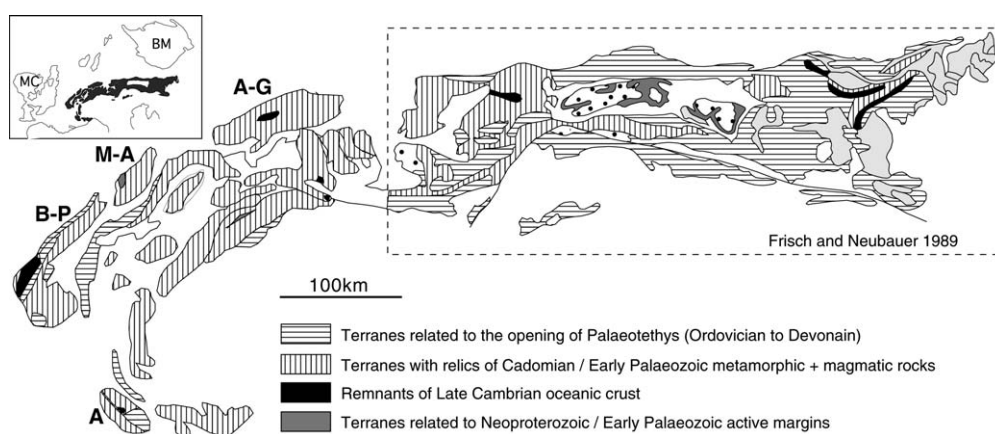 BM
MC
A-G
M-A
B-P
A
Frisch and Neubauer 1989
100km
Terranes related to the opening of Palaeotethys (Ordovician to Devonain)
Terranes with relics of Cadomian / Early Palaeozoic metamorphic + magmatic rocks
Remnants of Late Cambrian oceanic crust
Terranes related to Neoproterozoic / Early Palaeozoic active margins